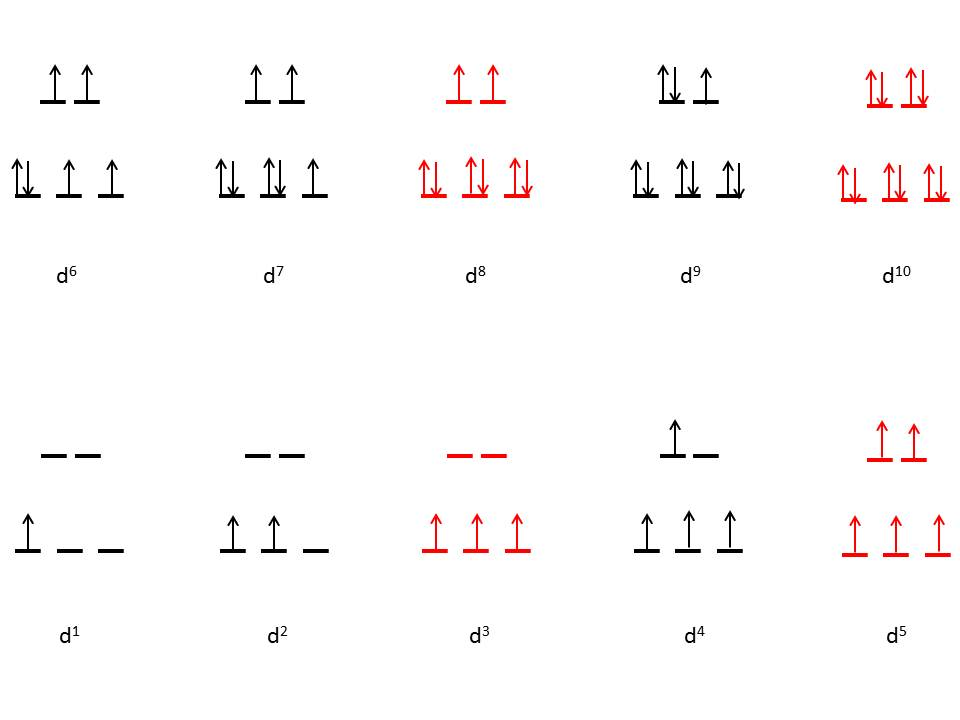 d⁶ d⁷ d⁸ d⁹ d¹⁰
d¹ d² d³ d⁴ d⁵